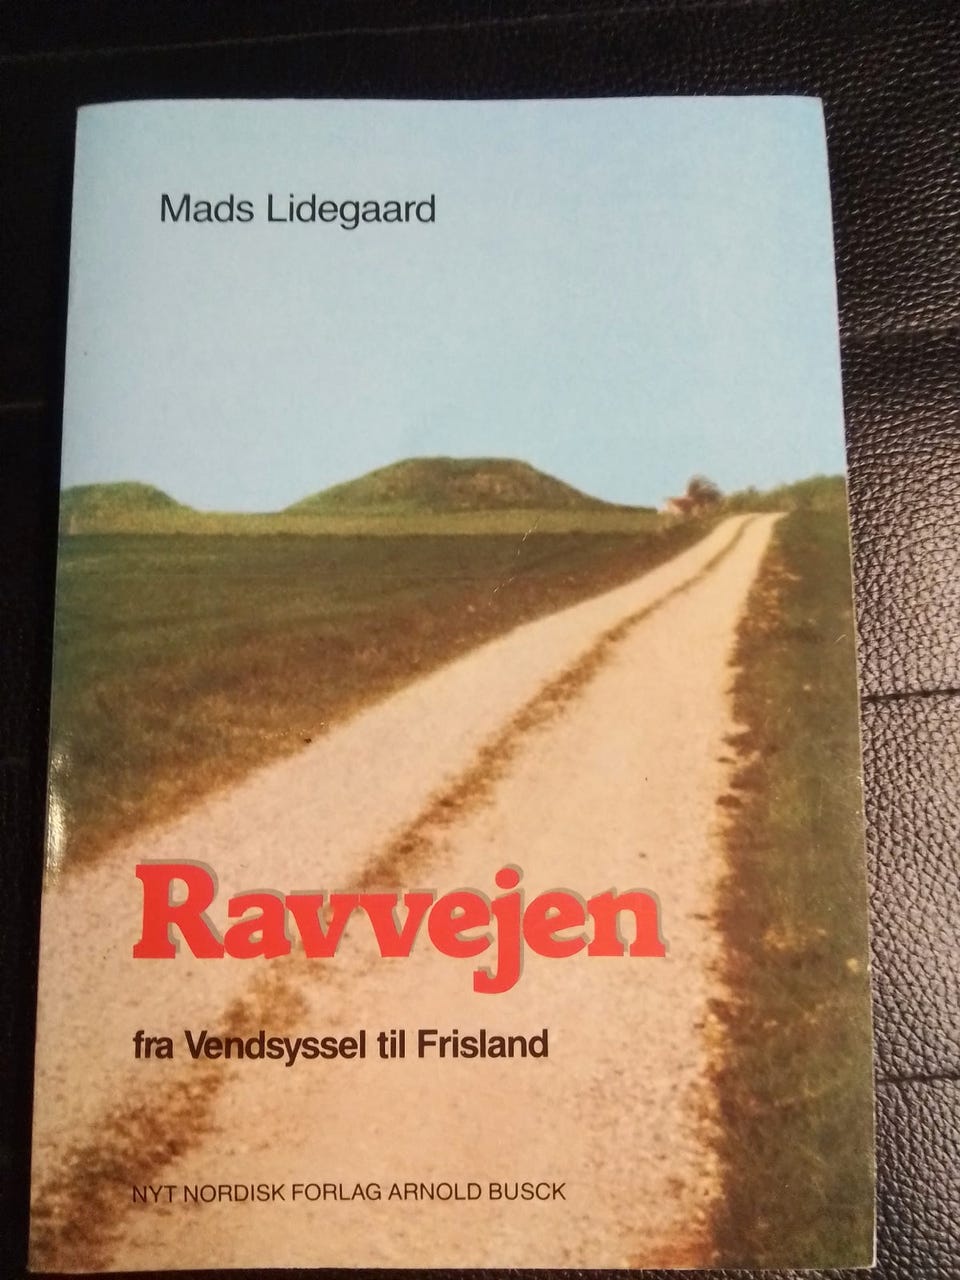 Mads Lidegaard
Ravvejen
fra Vendsyssel til Frisland
NYT NORDISK FORLAG ARNOLD BUSCK